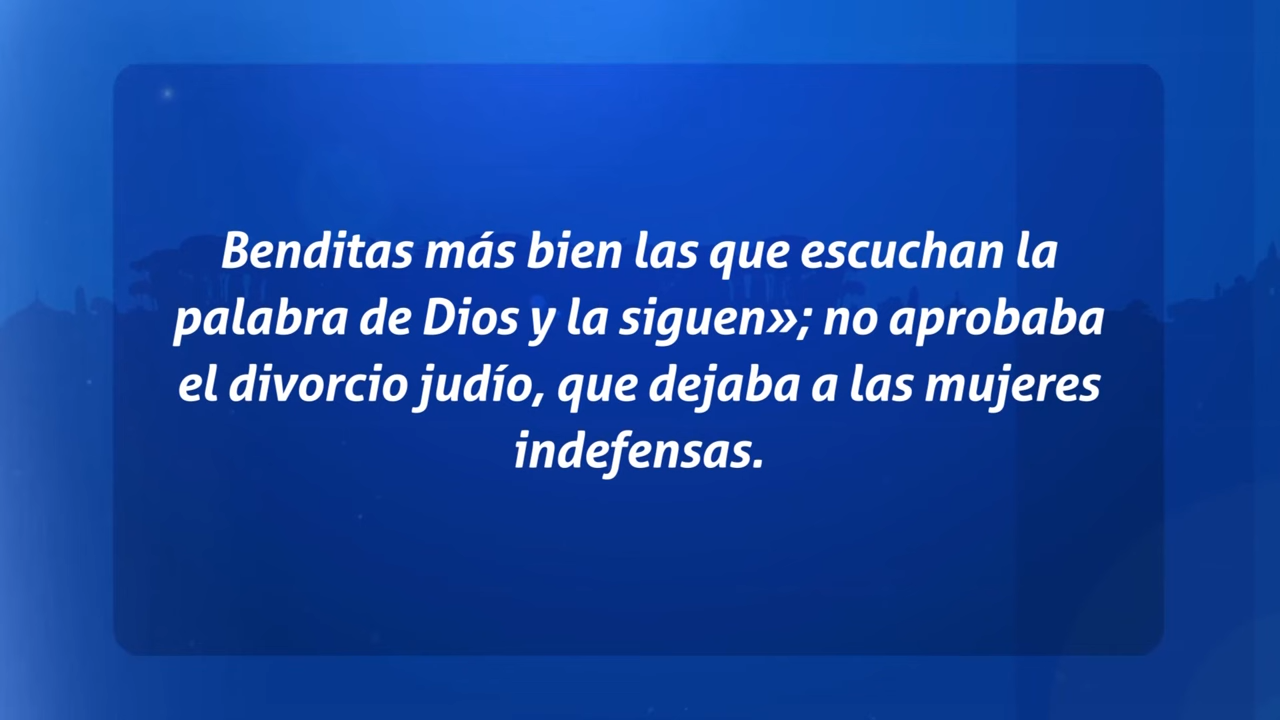 Benditas más bien las que escuchan la
palabra de Dios y la siguen»; no aprobaba
el divorcio judío, que dejaba a las mujeres
indefensas.